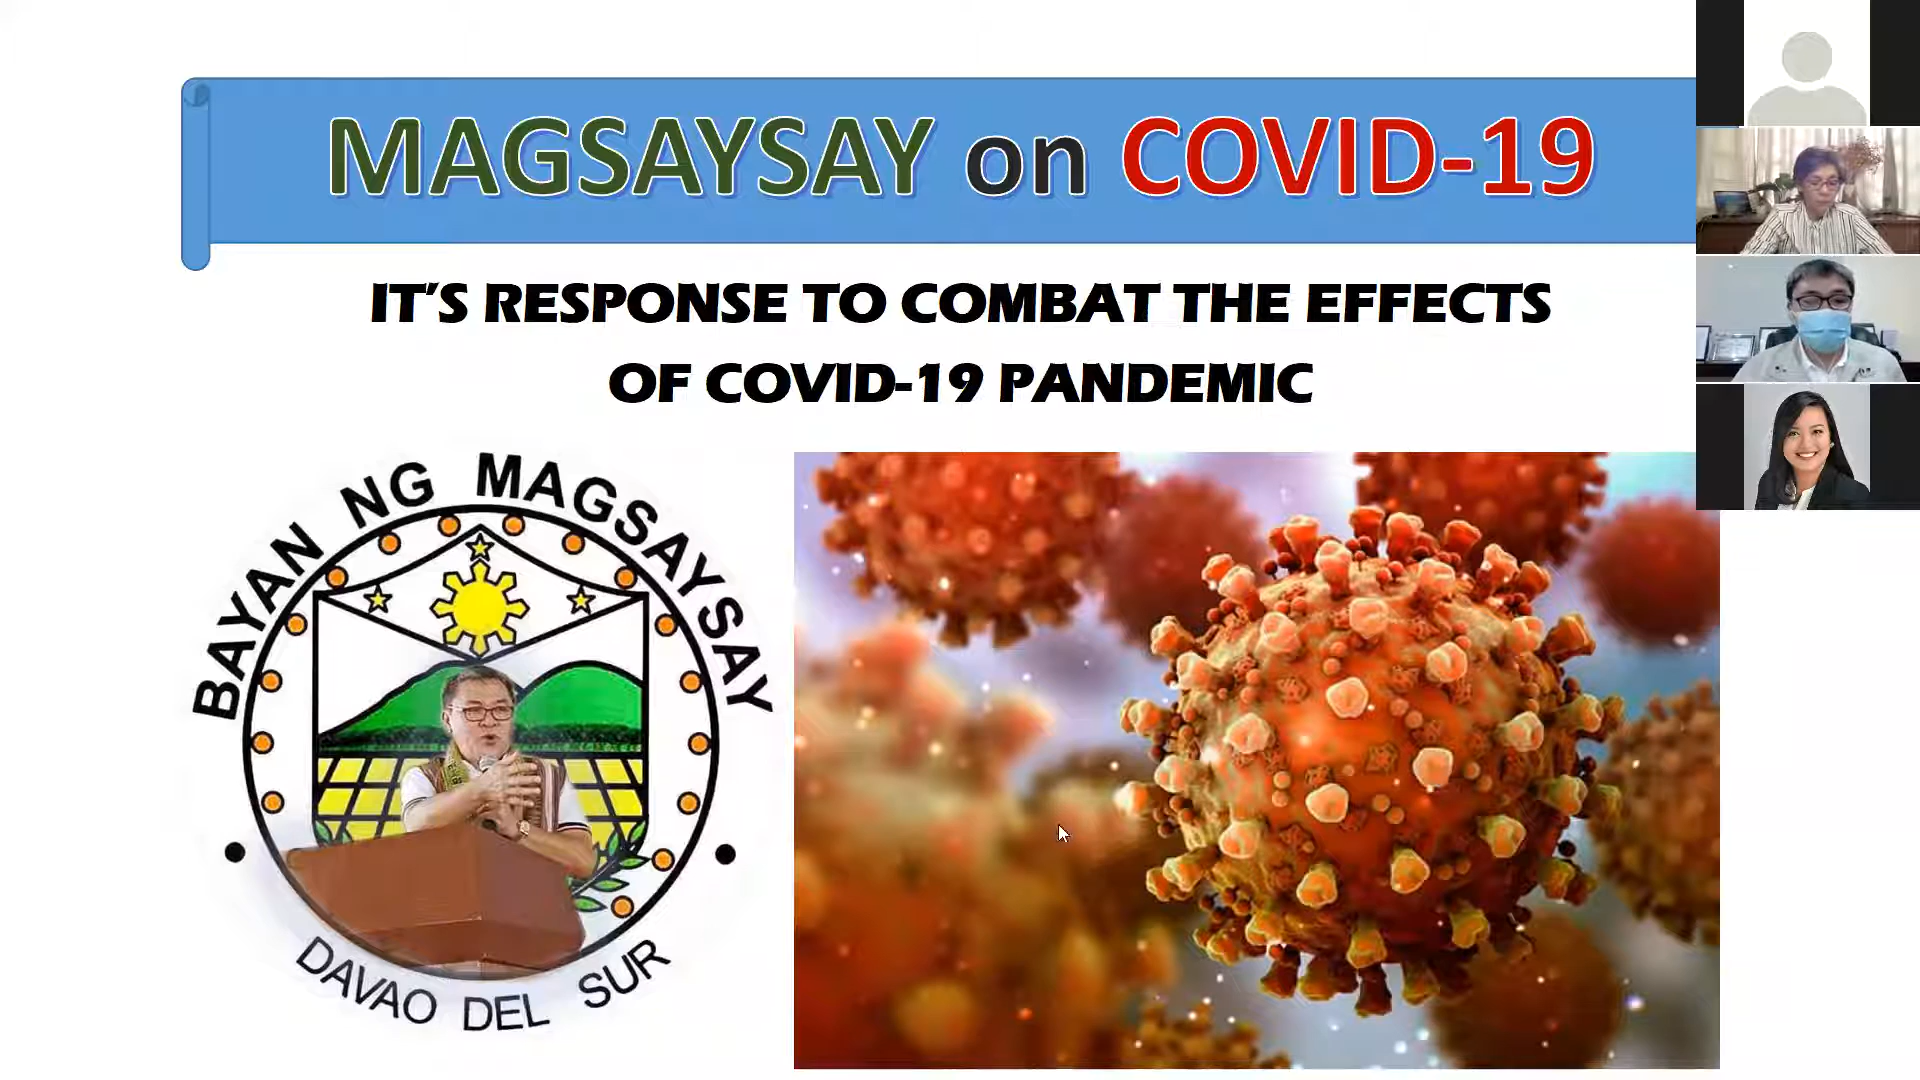 MAGSAYSAY on COVID-19
IT'S RESPONSE TO COMBAT THE EFFECTS
OF COVID-19 PANDEMIC
BAYAN NG MAGSAYSAY
DAVAO DEL SUR